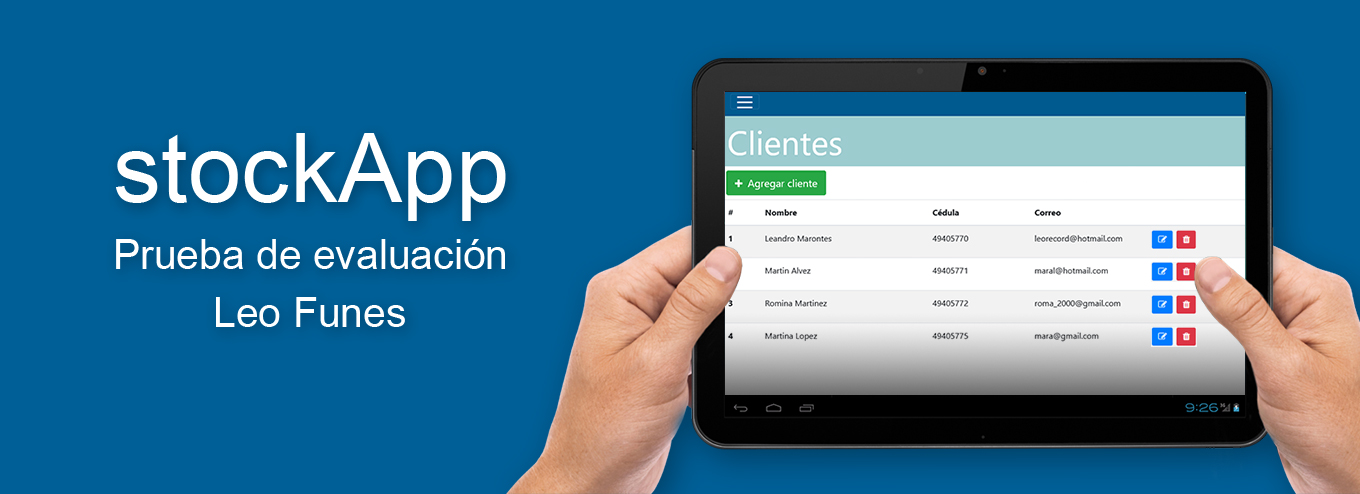 stockApp
Prueba de evaluación
Leo Funes
Clientes
+ Agregar cliente
# Nombre Cédula Correo
1 Leandro Marontes 49405770 leorecord@hotmail.com
Martin Alvez 49405771 maral@hotmail.com
3 Romina Martinez 49405772 roma_2000@gmail.com
4 Martina Lopez 49405775 mara@gmail.com
9:26